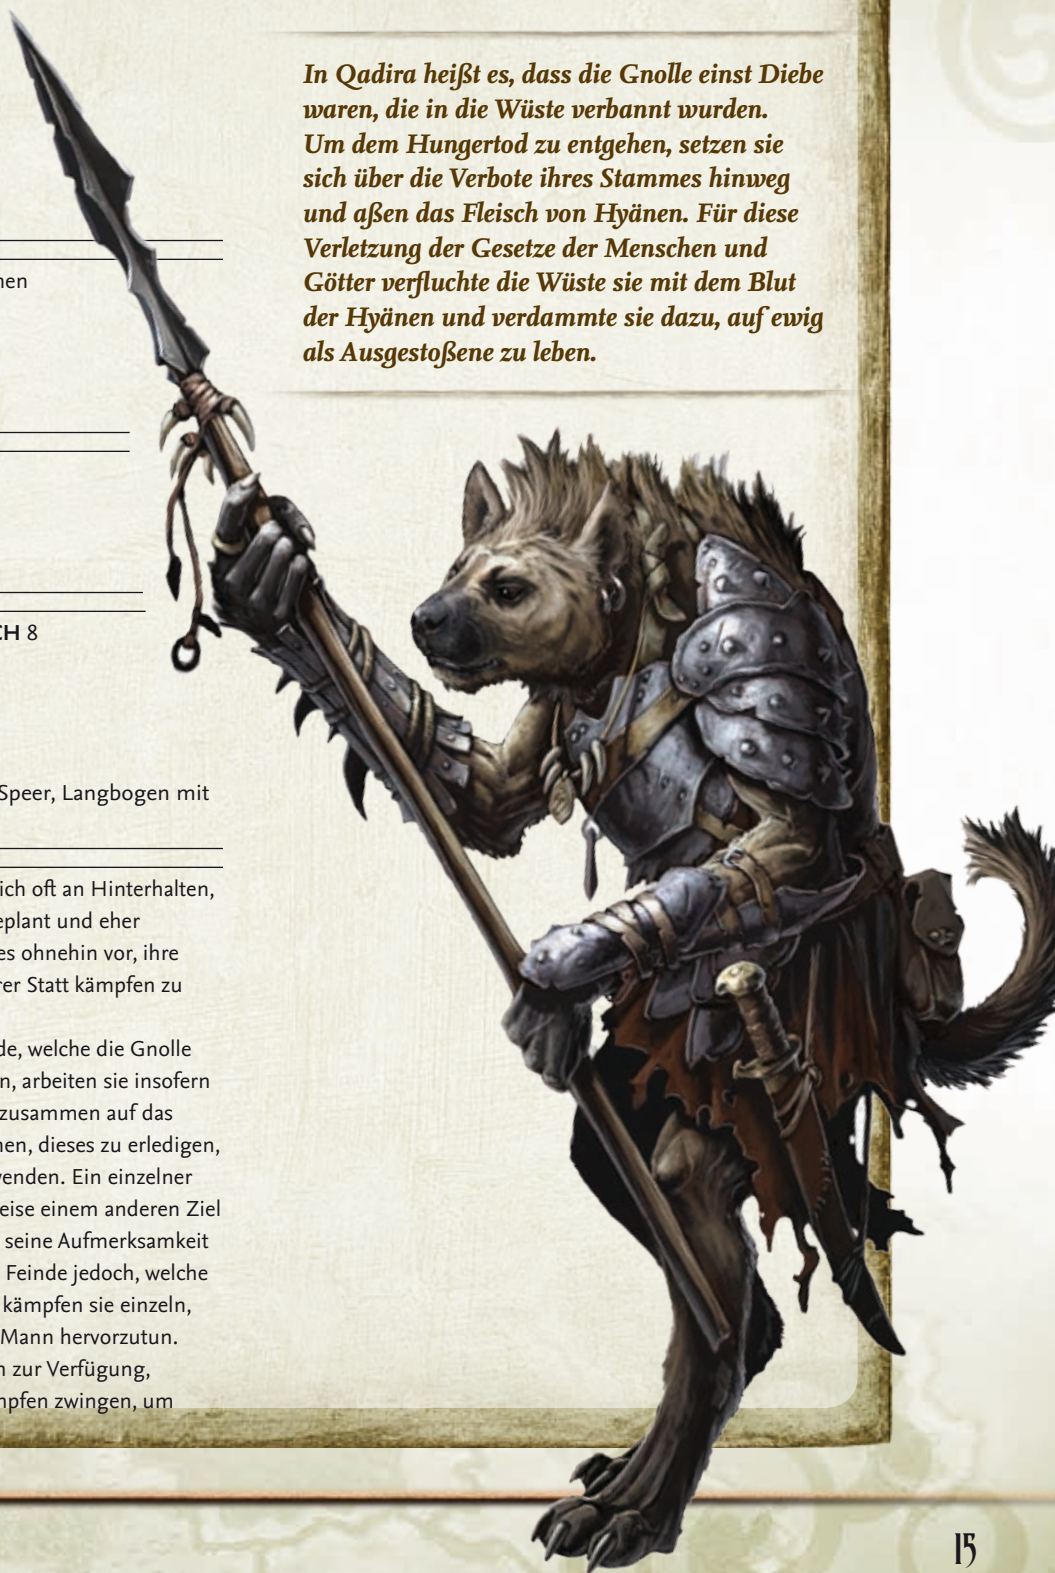 In Qadira heißt es, dass die Gnolle einst Diebe
waren, die in die Wüste verbannt wurden.
Um dem Hungertod zu entgehen, setzen sie
sich über die Verbote ihres Stammes hinweg
und aßen das Fleisch von Hyänen. Für diese
Verletzung der Gesetze der Menschen und
Götter verfluchte die Wüste sie mit dem Blut
der Hyänen und verdammte sie dazu, auf ewig
als Ausgestoßene zu leben.
nen
CH 8
Speer, Langbogen mit
ich oft an Hinterhalten,
eplant und eher
es ohnehin vor, ihre
rer Statt kämpfen zu
de, welche die Gnolle
n, arbeiten sie insofern
zusammen auf das
nen, dieses zu erledigen,
venden. Ein einzelner
eise einem anderen Ziel
seine Aufmerksamkeit
Feinde jedoch, welche
kämpfen sie einzeln,
Mann hervorzutun.
n zur Verfügung,
mpfen zwingen, um
15